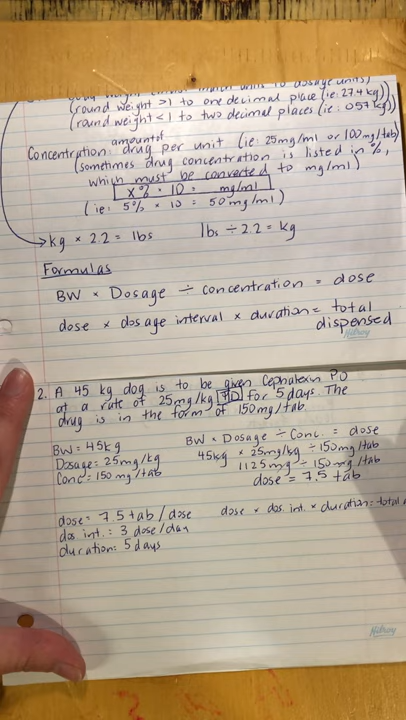 (round weight >1 to one decimal place (ie: 27.4 kg))
(round weight <1 to two decimal places (ie: 0.57 kg))
amount of
Concentration: drug per unit (ie: 25mg/ml or 100mg/tab)
(sometimes drug concentration is listed in %,
which must be converted to mg/ml)
x% × 10 = mg/ml
(ie: 5% × 10 = 50mg/ml)
kg × 2.2 = lbs lbs ÷ 2.2 = kg
Formulas
BW × Dosage ÷ concentration = dose
dose × dosage interval × duration = total
dispensed
Hilroy
2. A 45 kg dog is to be given Cephalexin PO
at a rate of 25mg/kg TID for 5 days. The
drug is in the form of 150mg/tab.
BW = 45kg
Dosage = 25mg/kg
Conc = 150 mg/tab
BW × Dosage ÷ Conc. = dose
45kg × 25mg/kg ÷ 150mg/tab
1125mg ÷ 150 mg/tab
dose = 7.5 tab
dose = 7.5 tab / dose
dos. int.: 3 dose/day
duration: 5 days
dose × dos. int. × duration = total
Hilroy